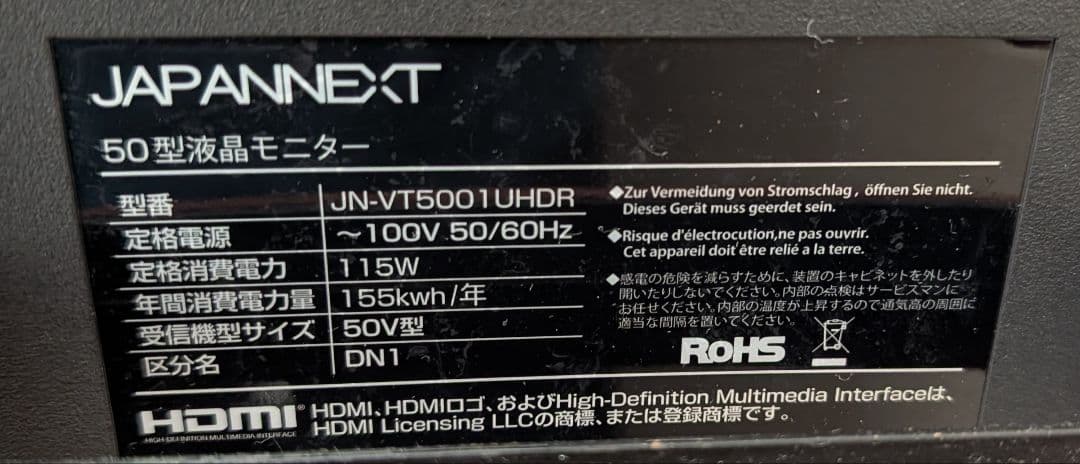 JAPANNEXT
50型液晶モニター
型番 JN-VT5001UHDR
定格電源 ～100V 50/60Hz
定格消費電力 115W
年間消費電力量 155kwh/年
受信機型サイズ 50V型
区分名 DN1
◆Zur Vermeidung von Stromschlag , öffnen Sie nicht.
Dieses Gerät muss geerdet sein.
◆Risque d'électrocution,ne pas ouvrir.
Cet appareil doit être relié a la terre.
◆感電の危険を減らすために、装置のキャビネットを外したり
開いたりしないでください。内部の点検はサービスマンに
お任せください。内部の温度が上昇するので通気高の周囲に
適当な間隔を置いてください。
RoHS
HDMI®
HIGH-DEFINITION MULTIMEDIA INTERFACE
HDMI、HDMIロゴ、およびHigh-Definition Multimedia Interfaceは、
HDMI Licensing LLCの商標、または登録商標です。